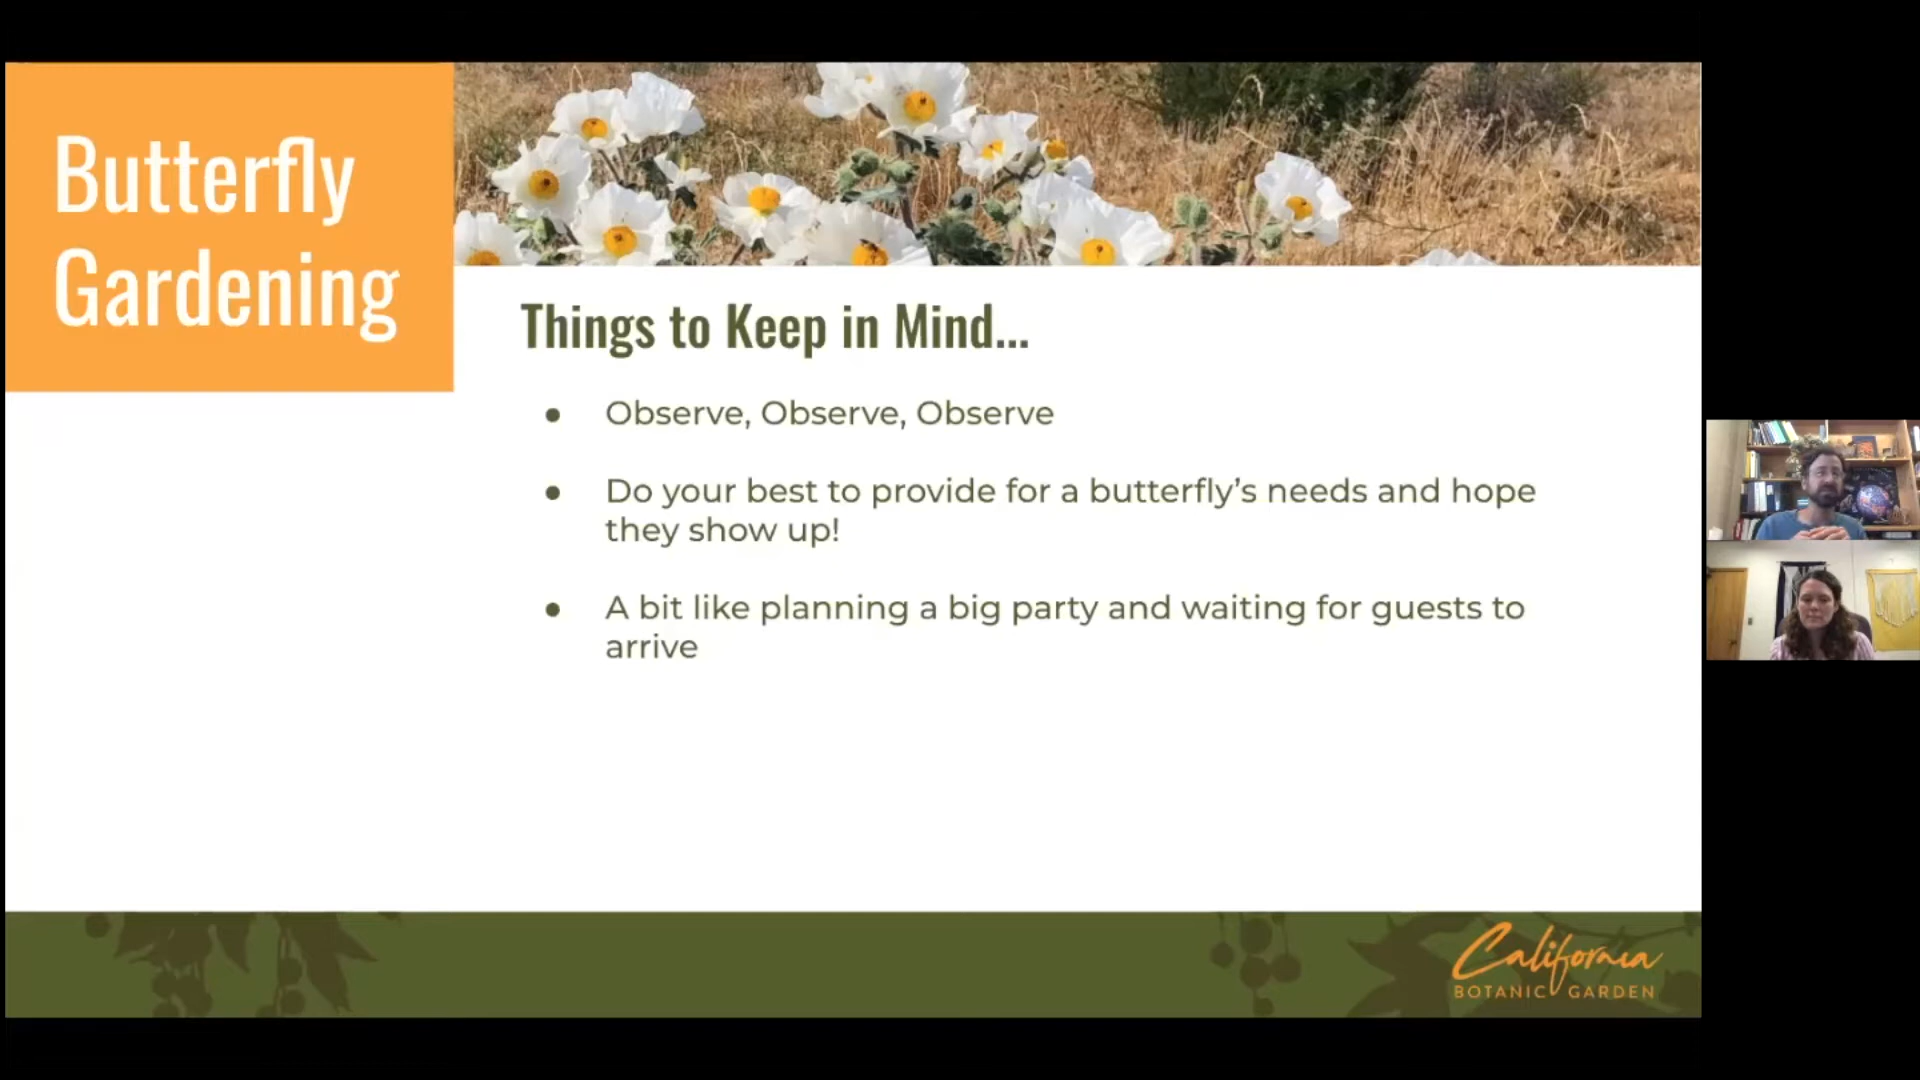 Butterfly
Gardening
Things to Keep in Mind...
● Observe, Observe, Observe
● Do your best to provide for a butterfly's needs and hope
they show up!
● A bit like planning a big party and waiting for guests to
arrive
California
BOTANIC GARDEN